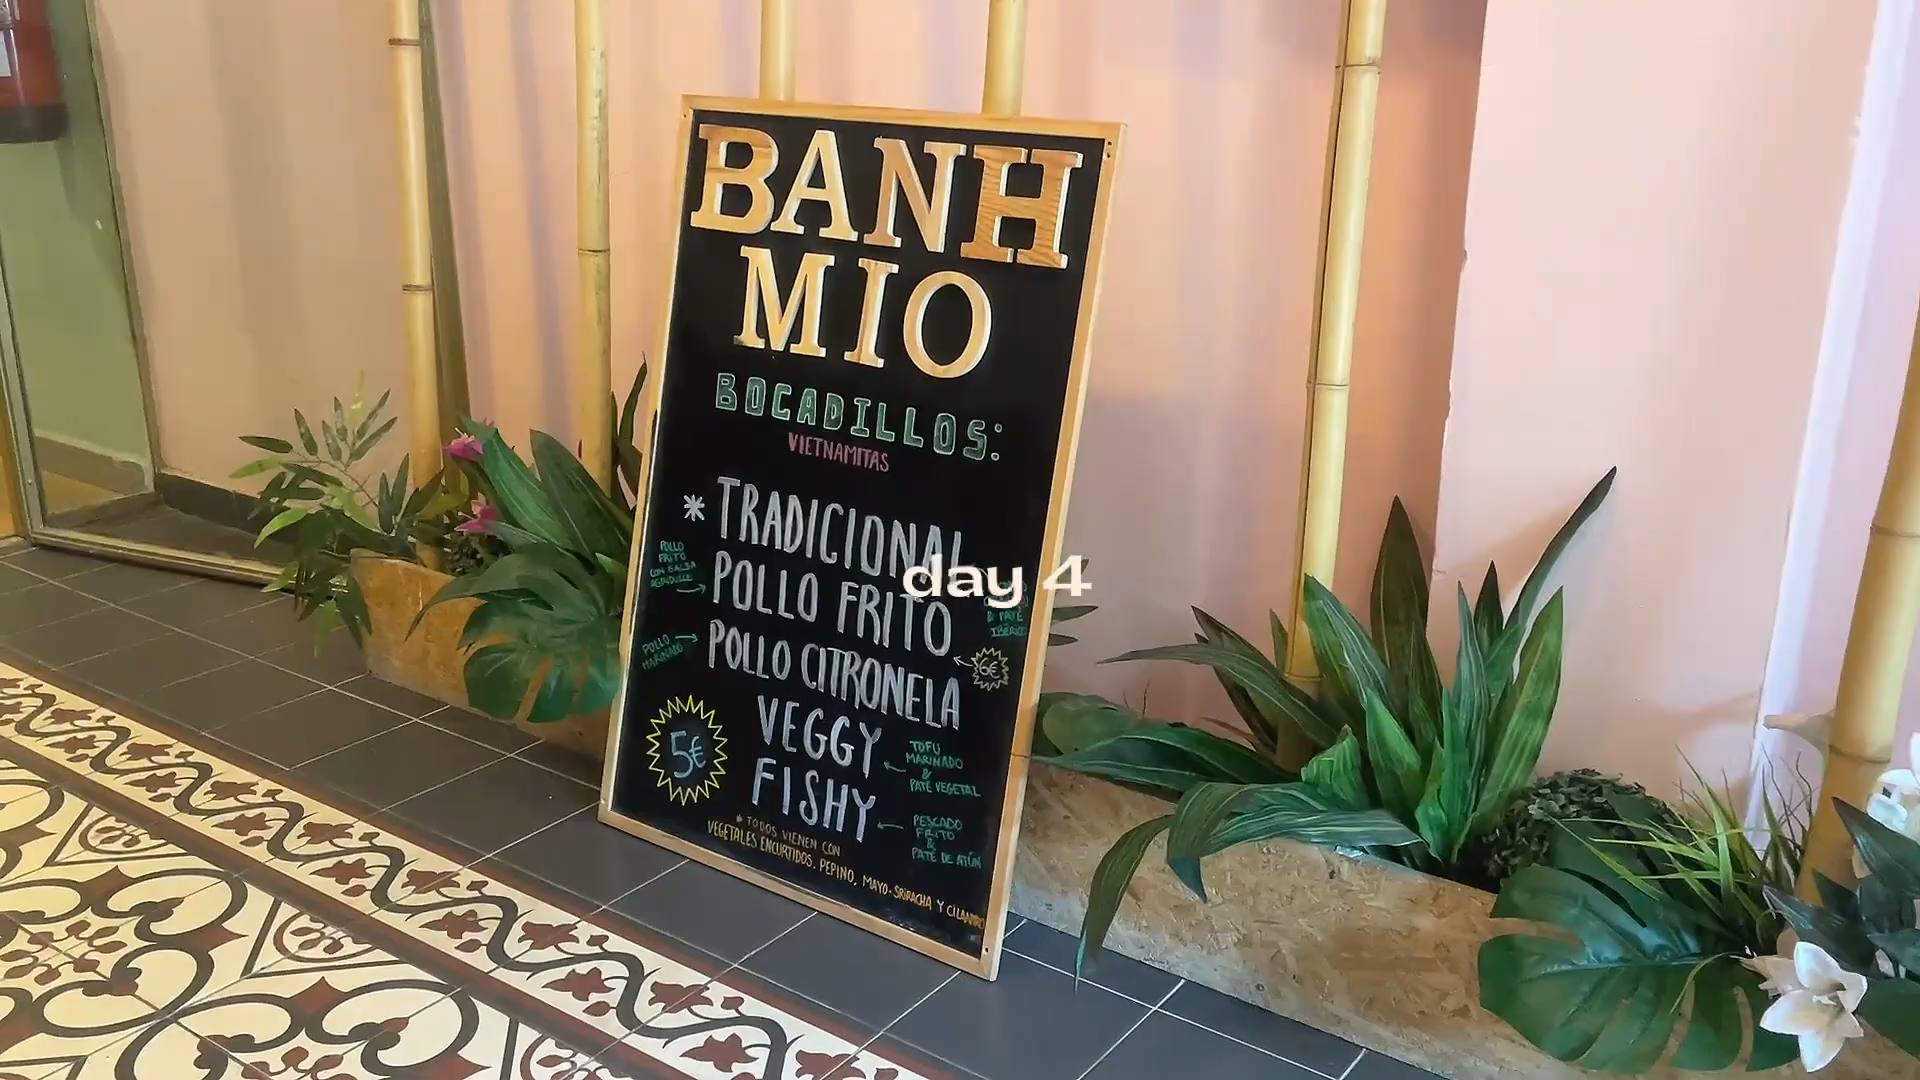 BANH
MIO
BOCADILLOS:
VIETNAMITAS
* TRADICIONAL
POLLO FRITO
POLLO
FRITO
CON SALSA
AGRIDULCE
& PATÉ
IBÉRICO
6€
POLLO CITRONELA
POLLO
MARINADO
VEGGY
TOFU
MARINADO
&
PATÉ VEGETAL
FISHY
PESCADO
FRITO
&
PATÉ DE ATÚN
5€
* TODOS VIENEN CON
VEGETALES ENCURTIDOS, PEPINO, MAYO-SRIRACHA Y CILANTRO
day 4